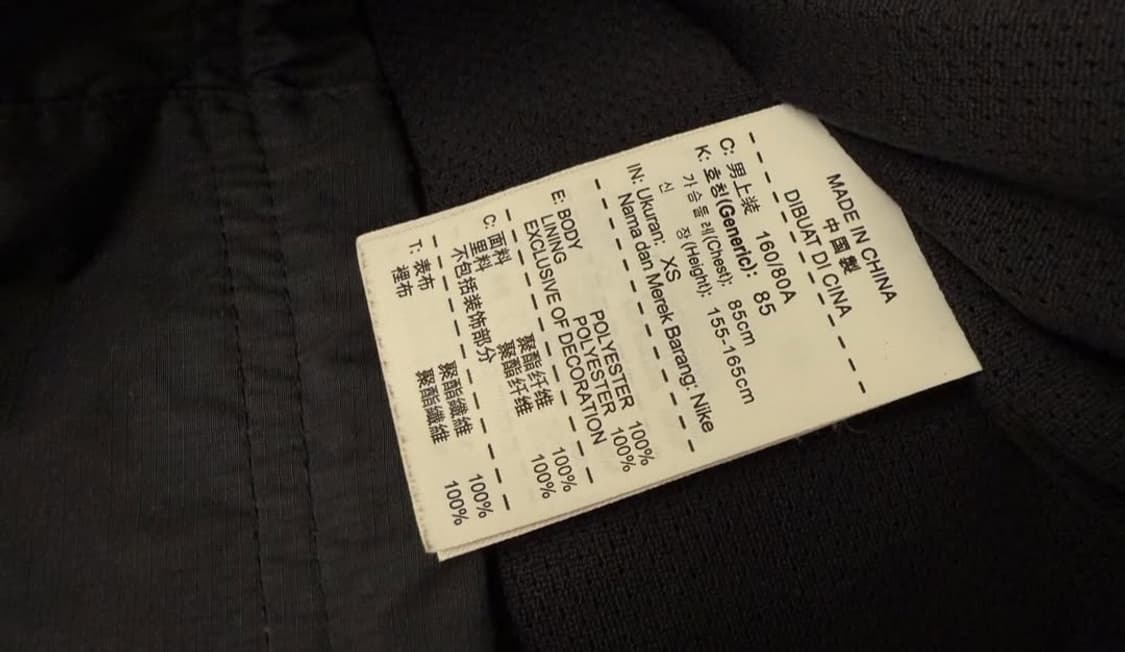 MADE IN CHINA
中国製
DIBUAT DI CINA
C: 男上装 160/80A
K: 호칭(Generic): 85
가슴둘레(Chest): 85cm
신 장(Height): 155-165cm
IN: Ukuran: XS
Nama dan Merek Barang: Nike
E: BODY POLYESTER 100%
LINING POLYESTER 100%
EXCLUSIVE OF DECORATION
C: 面料 聚酯纤维 100%
里料 聚酯纤维 100%
不包括装饰部分
T: 表布 聚酯纖維 100%
裡布 聚酯纖維 100%